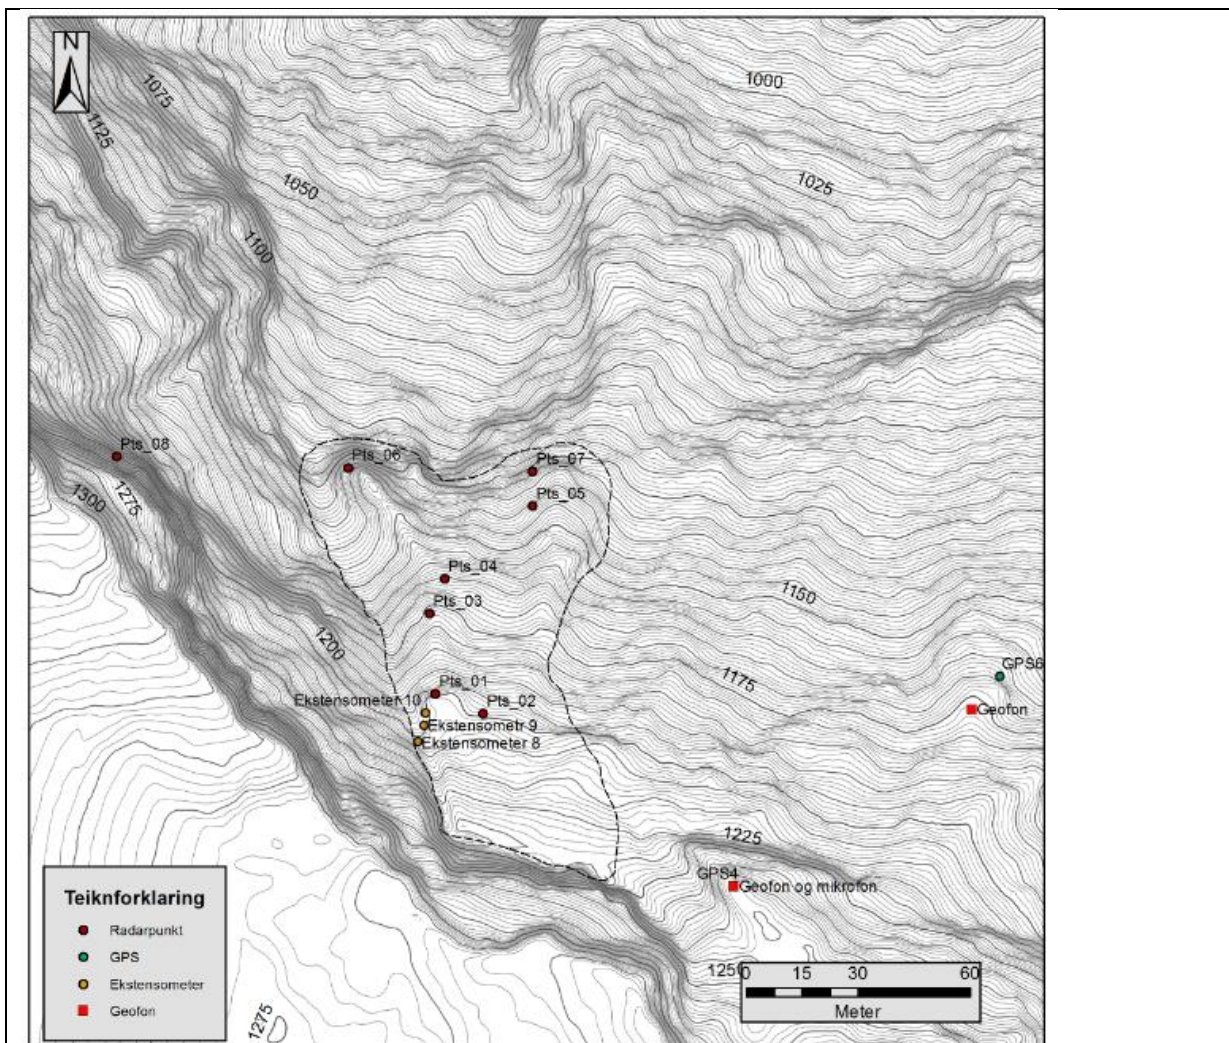 N
1000
1075
1125
1050
1025
1100
Pts_08
Pts_06
Pts_07
1300
1275
Pts_05
Pts_04
1150
Pts_03
1200
GPS6
1175
Pts_01
Ekstensometer 10
Pts_02
Geofon
Ekstensometr 9
Ekstensometer 8
1225
GPS4
Geofon og mikrofon
Teiknforklaring
Radarpunkt
GPS
Ekstensometer
Geofon
1250
0 15 30 60
Meter
1275